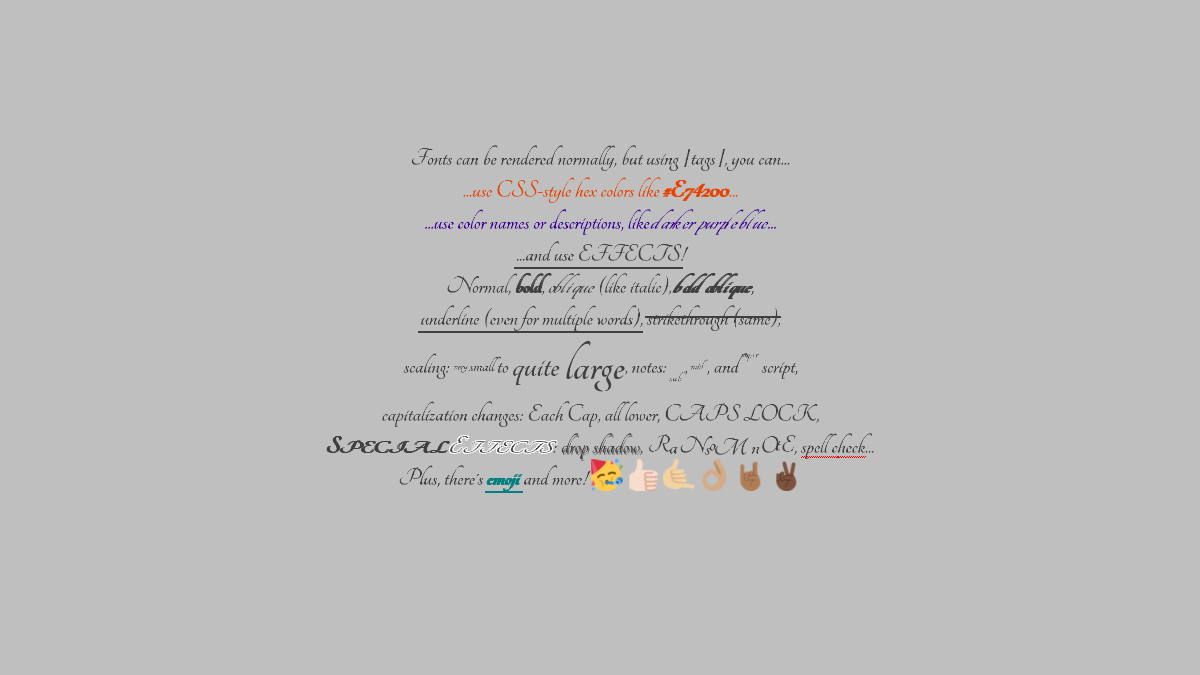 Fonts can be rendered normally, but using |tags|, you can...
...use CSS-style hex colors like #E74200...
...use color names or descriptions, like darker purple blue...
...and use EFFECTS!
Normal, bold, oblique (like italic), bold oblique,
underline (even for multiple words), strikethrough (same),
scaling: very small to quite large, notes: sub, mid, and super script,
capitalization changes: Each Cap, all lower, CAPS LOCK,
SPECIAL EFFECTS: drop shadow, RaNsoM nOtE, spell check...
Plus, there's emoji and more! 🥳👍🏻🤙🏼👌🏽🤘🏾✌🏿